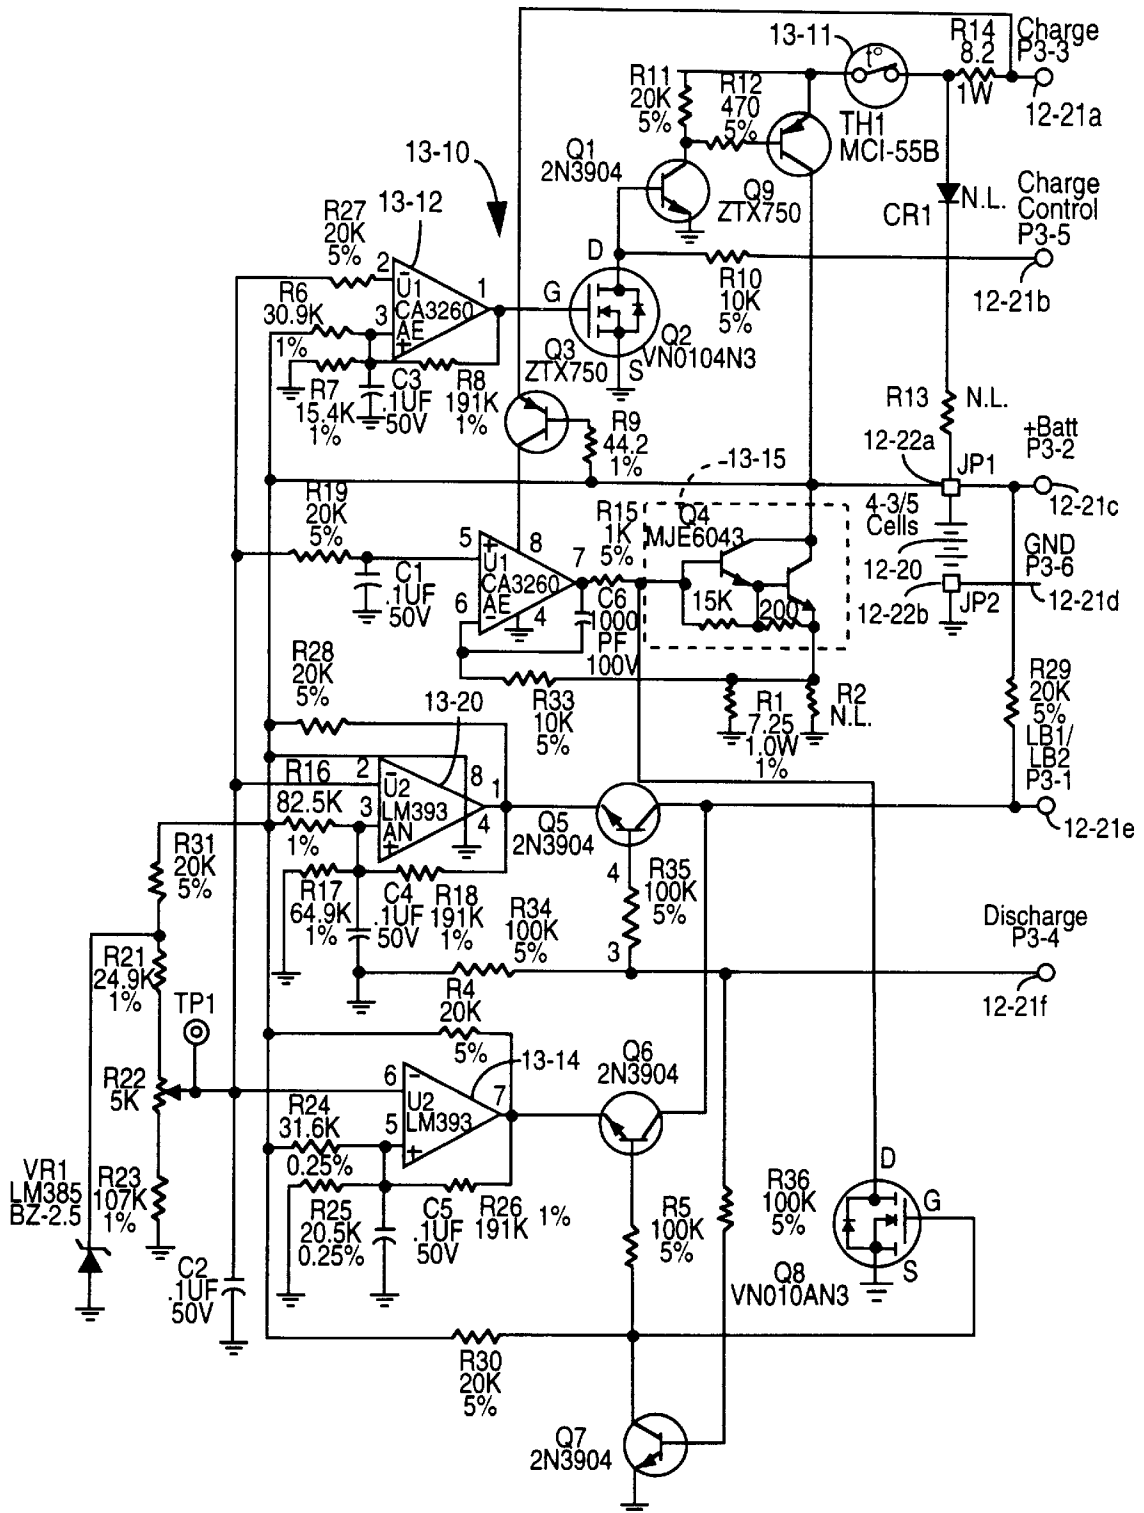 13-11
R14
8.2
1W
Charge
P3-3
12-21a
t°
TH1
MCI-55B
R11
20K
5%
R12
470
5%
Q1
2N3904
Q9
ZTX750
CR1
N.L.
Charge
Control
P3-5
12-21b
13-10
13-12
R27
20K
5%
2
-
U1
CA3260
AE
+
3
1
R6
30.9K
1%
R7
15.4K
1%
C3
.1UF
50V
R8
191K
1%
D
G
S
Q2
VN0104N3
R10
10K
5%
Q3
ZTX750
R9
44.2
1%
R13
N.L.
12-22a
JP1
+Batt
P3-2
12-21c
13-15
R19
20K
5%
C1
.1UF
50V
5
+
U1
CA3260
AE
-
6
8
4
7
R15
1K
5%
C6
1000
PF
100V
Q4
MJE6043
15K
200
4-3/5
Cells
12-20
12-22b
JP2
GND
P3-6
12-21d
R28
20K
5%
R33
10K
5%
R1
7.25
1.0W
1%
R2
N.L.
R29
20K
5%
LB1/
LB2
P3-1
12-21e
13-20
R16
82.5K
1%
2
-
U2
LM393
AN
+
3
8
1
4
Q5
2N3904
R31
20K
5%
R17
64.9K
1%
C4
.1UF
50V
R18
191K
1%
R34
100K
5%
4
R35
100K
5%
3
Discharge
P3-4
12-21f
R21
24.9K
1%
TP1
R4
20K
5%
13-14
R22
5K
6
-
U2
LM393
5
+
7
Q6
2N3904
R24
31.6K
0.25%
R25
20.5K
0.25%
C5
.1UF
50V
R26
191K
1%
R5
100K
5%
R36
100K
5%
D
G
S
Q8
VN010AN3
VR1
LM385
BZ-2.5
R23
107K
1%
C2
.1UF
50V
R30
20K
5%
Q7
2N3904